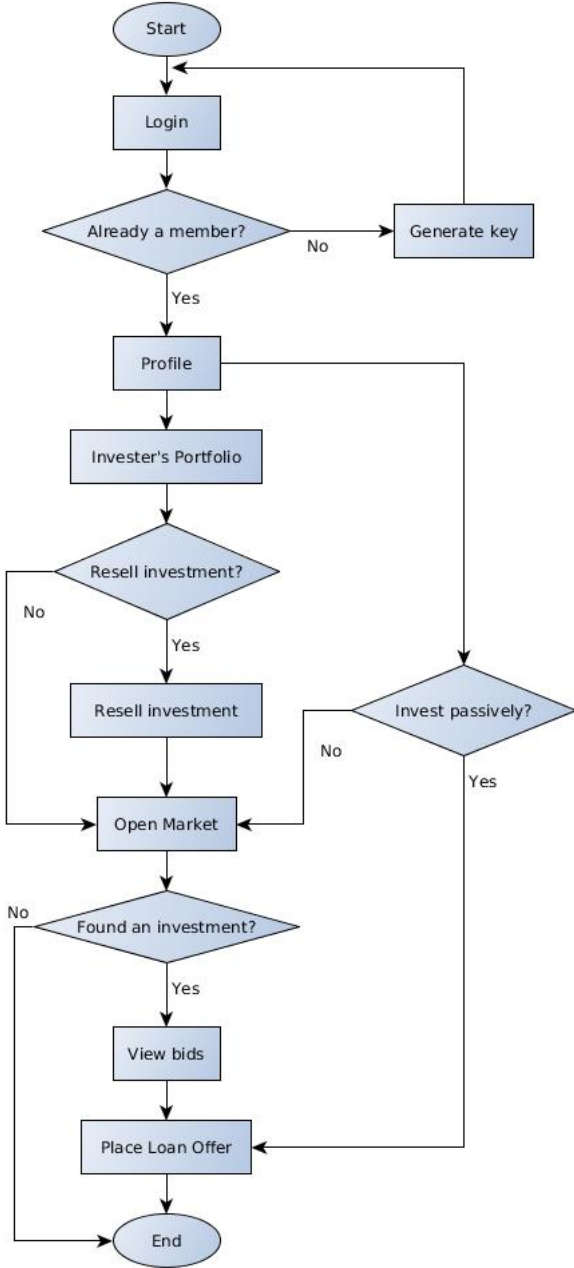 Start
Login
Already a member?
No
Generate key
Yes
Profile
Invester's Portfolio
Resell investment?
No
Yes
Resell investment
Invest passively?
No
Yes
Open Market
No
Found an investment?
Yes
View bids
Place Loan Offer
End